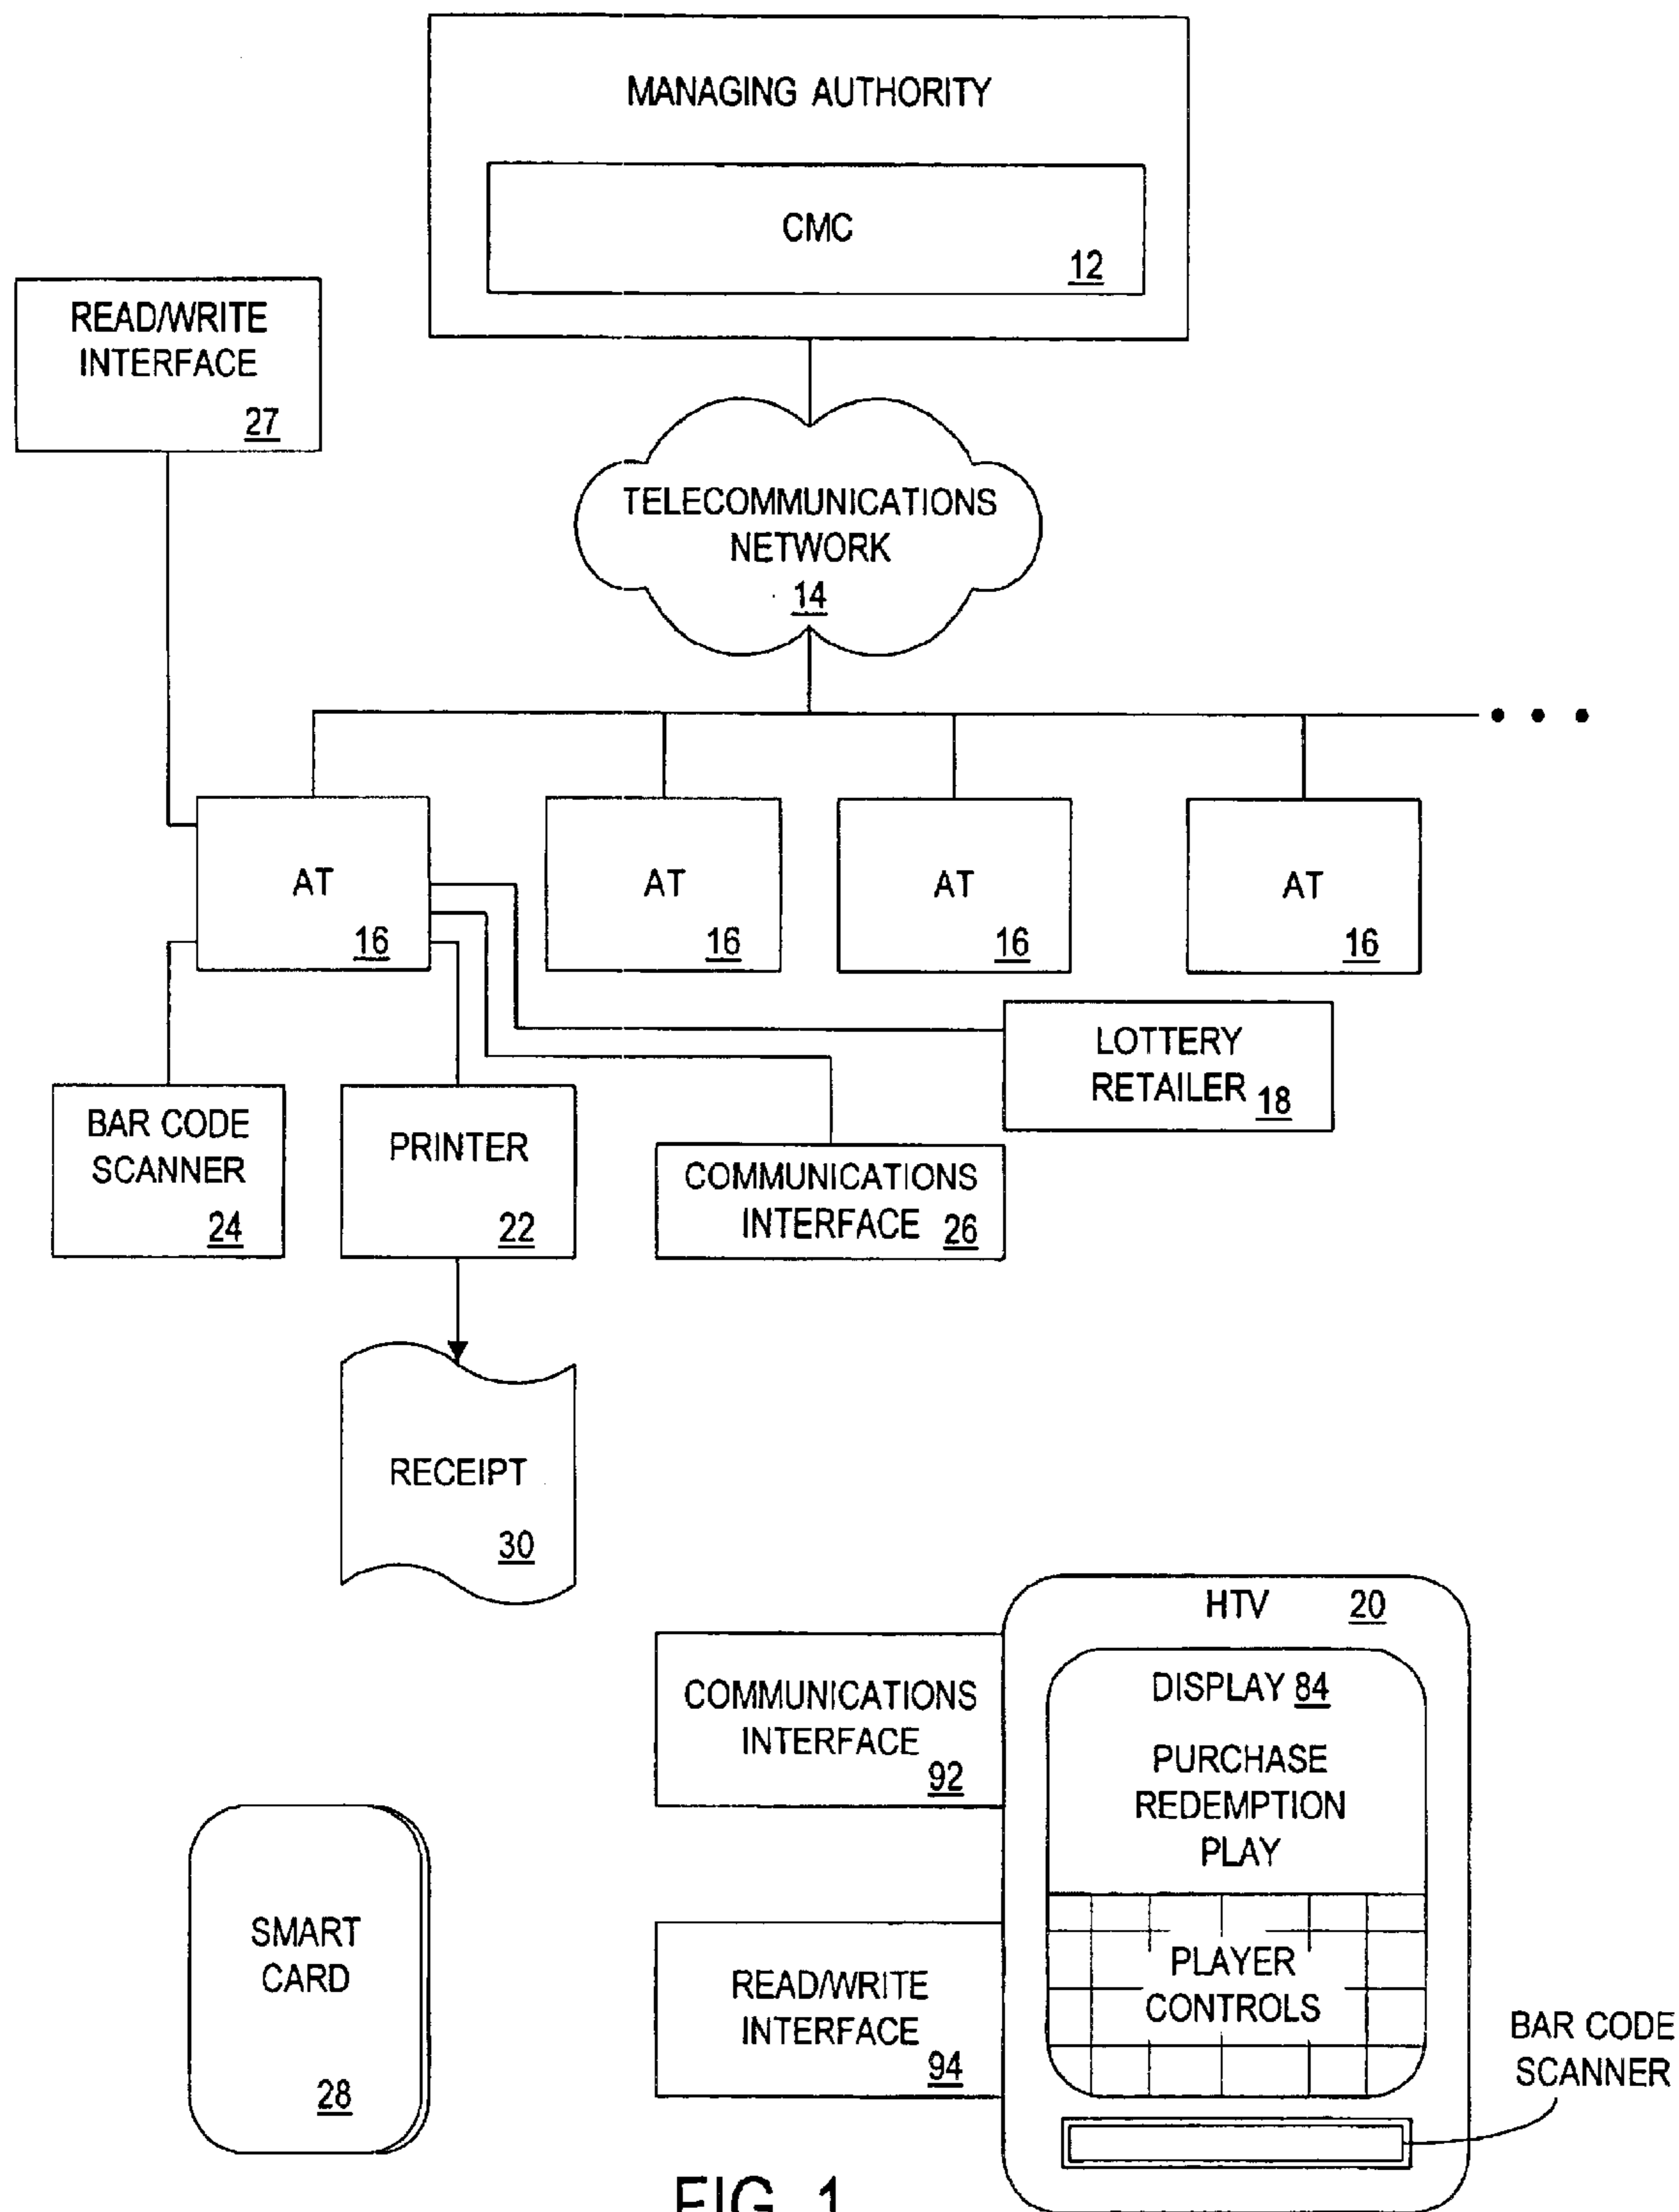 MANAGING AUTHORITY
CMC
12
READ/WRITE
INTERFACE
27
TELECOMMUNICATIONS
NETWORK
14
AT
16
AT
16
AT
16
AT
16
LOTTERY
RETAILER 18
BAR CODE
SCANNER
24
PRINTER
22
COMMUNICATIONS
INTERFACE 26
RECEIPT
30
HTV 20
DISPLAY 84
PURCHASE
REDEMPTION
PLAY
PLAYER
CONTROLS
COMMUNICATIONS
INTERFACE
92
SMART
CARD
28
READ/WRITE
INTERFACE
94
BAR CODE
SCANNER
FIG. 1